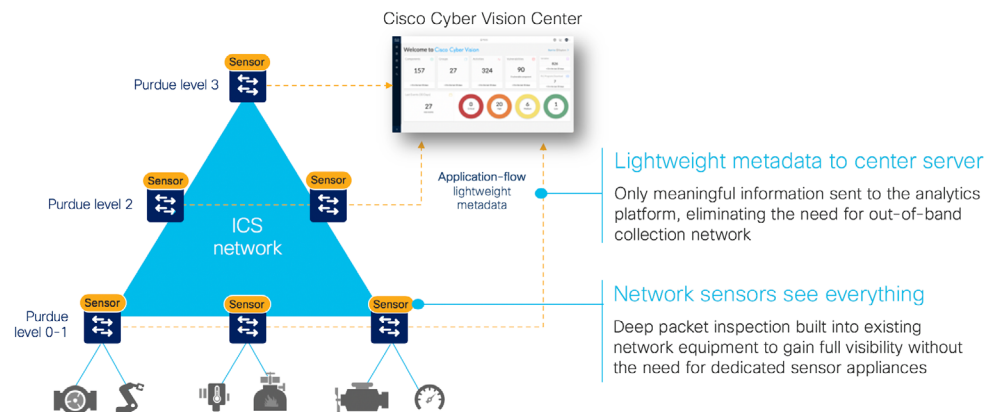 Cisco Cyber Vision Center
Sensor
Purdue level 3
Welcome to Cisco Cyber Vision
157
27
324
90
27
0
20
6
1
Sensor
Sensor
Purdue level 2
Application-flow
lightweight
metadata
ICS
network
Lightweight metadata to center server
Only meaningful information sent to the analytics
platform, eliminating the need for out-of-band
collection network
Sensor
Sensor
Sensor
Purdue
level 0-1
Network sensors see everything
Deep packet inspection built into existing
network equipment to gain full visibility without
the need for dedicated sensor appliances